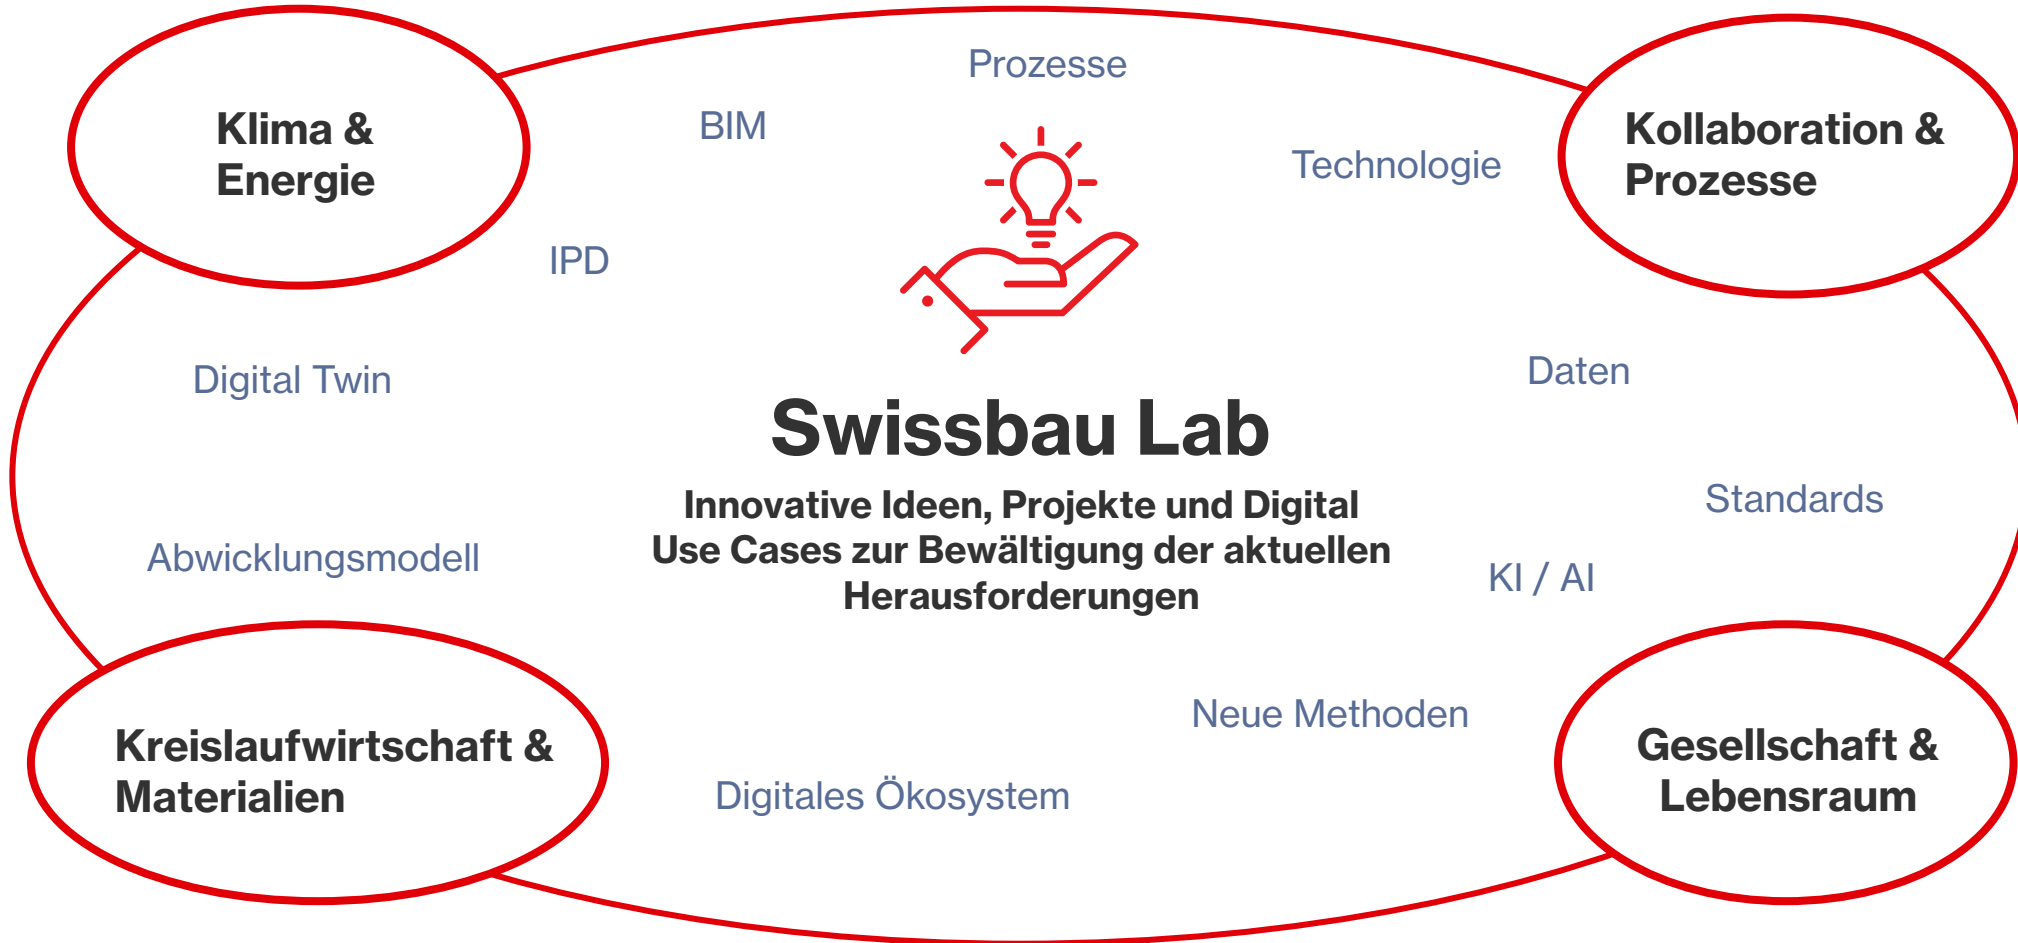 Prozesse
Klima &
Energie
BIM
Kollaboration &
Prozesse
Technologie
IPD
Digital Twin
Daten
Swissbau Lab
Innovative Ideen, Projekte und Digital
Use Cases zur Bewältigung der aktuellen
Herausforderungen
Standards
Abwicklungsmodell
KI / AI
Neue Methoden
Kreislaufwirtschaft &
Materialien
Digitales Ökosystem
Gesellschaft &
Lebensraum